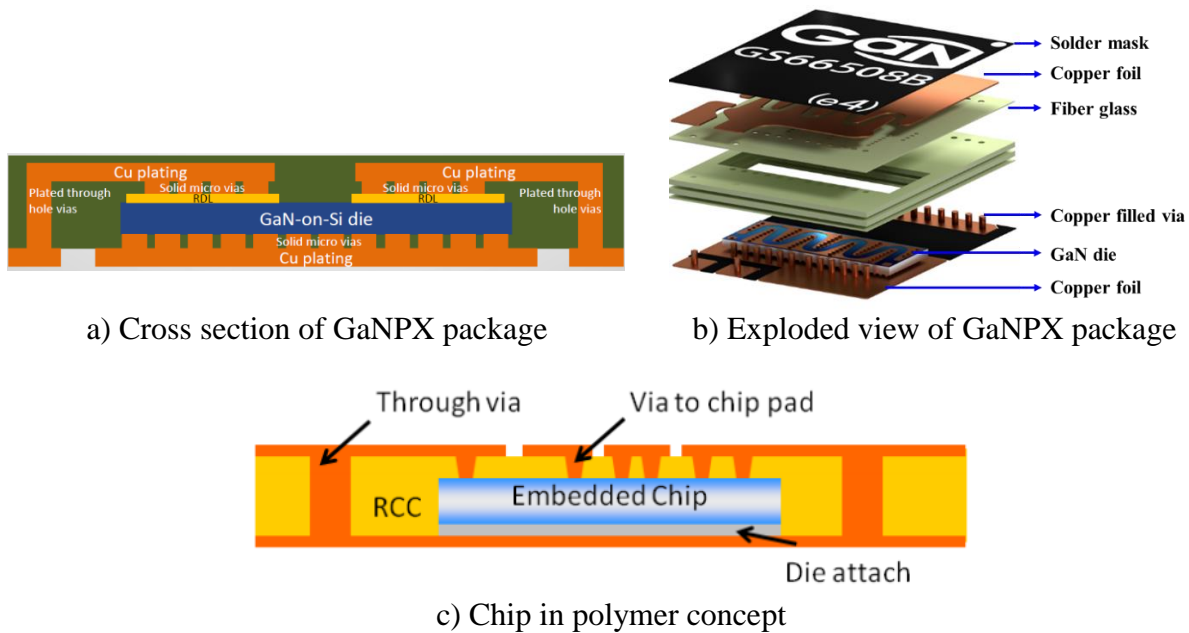 Cu plating
Cu plating
Plated through
hole vias
Solid micro vias
Solid micro vias
Plated through
hole vias
RDL
RDL
GaN-on-Si die
Solid micro vias
Cu plating
a) Cross section of GaNPX package
GaN
GS66508B
(e4)
Solder mask
Copper foil
Fiber glass
Copper filled via
GaN die
Copper foil
b) Exploded view of GaNPX package
Through via
Via to chip pad
RCC
Embedded Chip
Die attach
c) Chip in polymer concept